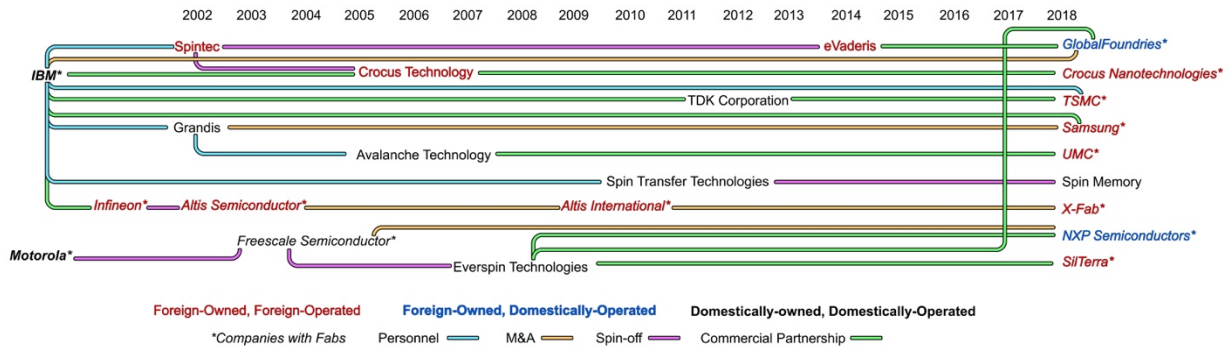 2002 2003 2004 2005 2006 2007 2008 2009 2010 2011 2012 2013 2014 2015 2016 2017 2018
Spintec eVaderis GlobalFoundries*
IBM* Crocus Technology Crocus Nanotechnologies*
TDK Corporation TSMC*
Grandis Samsung*
Avalanche Technology UMC*
Spin Transfer Technologies Spin Memory
Infineon* Altis Semiconductor* Altis International* X-Fab*
Freescale Semiconductor* NXP Semiconductors*
Motorola* Everspin Technologies SilTerra*
Foreign-Owned, Foreign-Operated Foreign-Owned, Domestically-Operated Domestically-owned, Domestically-Operated
*Companies with Fabs Personnel M&A Spin-off Commercial Partnership